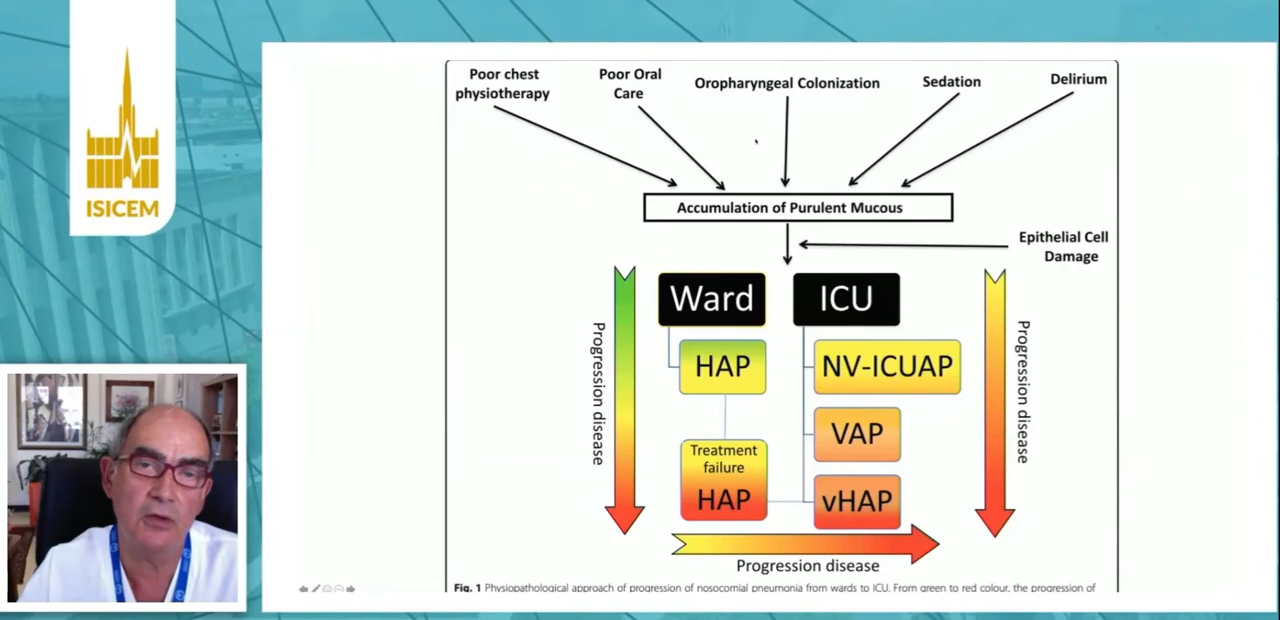 ISICEM
Poor chest
physiotherapy
Poor Oral
Care
Oropharyngeal Colonization
Sedation
Delirium
Accumulation of Purulent Mucous
Epithelial Cell
Damage
Ward
ICU
HAP
NV-ICUAP
VAP
Treatment
failure
HAP
vHAP
Progression disease
Progression disease
Progression disease
Fig. 1 Physiopathological approach of progression of nosocomial pneumonia from wards to ICU. From green to red colour, the progression of